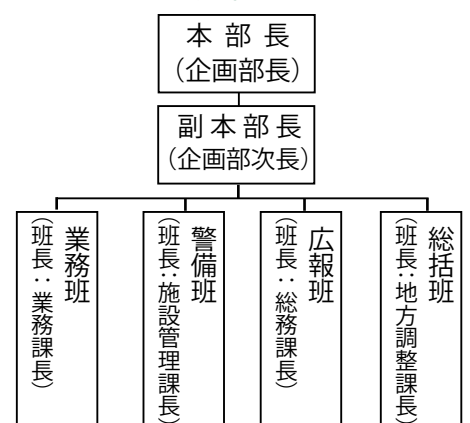 本部長
（企画部長）
副本部長
（企画部次長）
業務班
（班長：業務課長）
警備班
（班長：施設管理課長）
広報班
（班長：総務課長）
総括班
（班長：地方調整課長）